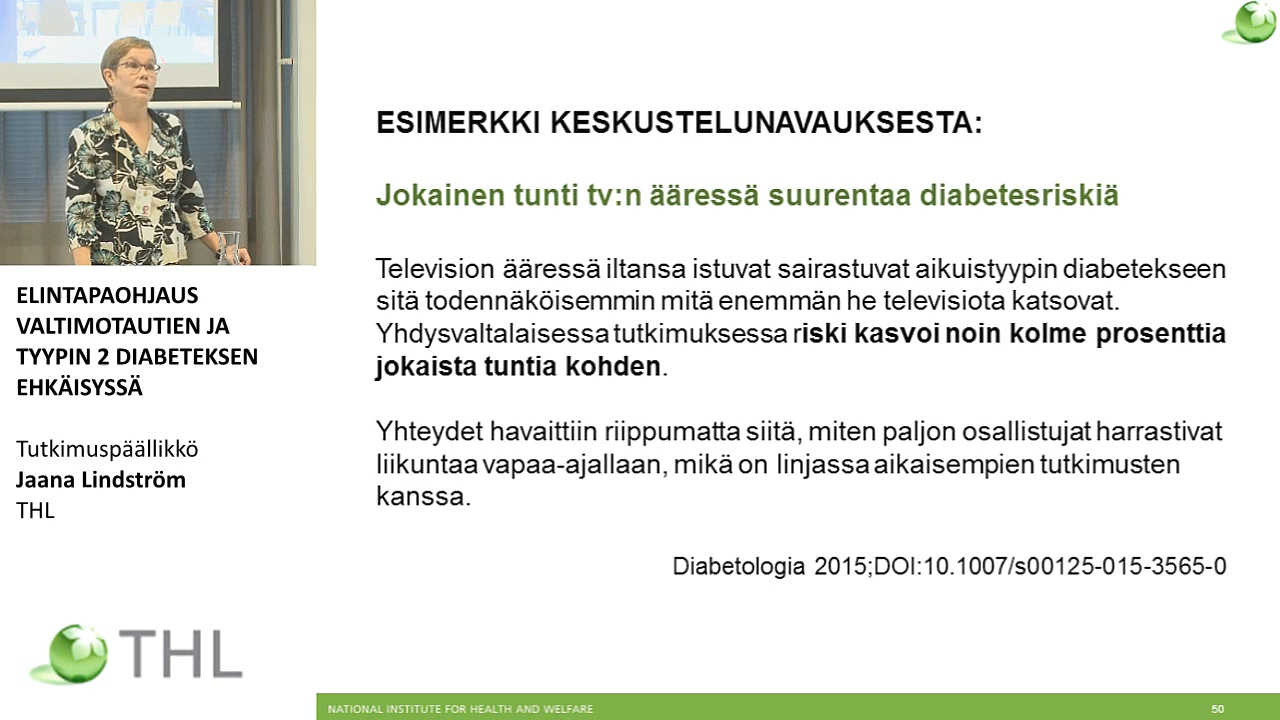 ELINTAPAOHJAUS
VALTIMOTAUTIEN JA
TYYPIN 2 DIABETEKSEN
EHKÄISYSSÄ
Tutkimuspäällikkö
Jaana Lindström
THL
THL
ESIMERKKI KESKUSTELUNAVAUKSESTA:
Jokainen tunti tv:n ääressä suurentaa diabetesriskiä
Television ääressä iltansa istuvat sairastuvat aikuistyypin diabetekseen
sitä todennäköisemmin mitä enemmän he televisiota katsovat.
Yhdysvaltalaisessa tutkimuksessa riski kasvoi noin kolme prosenttia
jokaista tuntia kohden.
Yhteydet havaittiin riippumatta siitä, miten paljon osallistujat harrastivat
liikuntaa vapaa-ajallaan, mikä on linjassa aikaisempien tutkimusten
kanssa.
Diabetologia 2015;DOI:10.1007/s00125-015-3565-0
NATIONAL INSTITUTE FOR HEALTH AND WELFARE
50